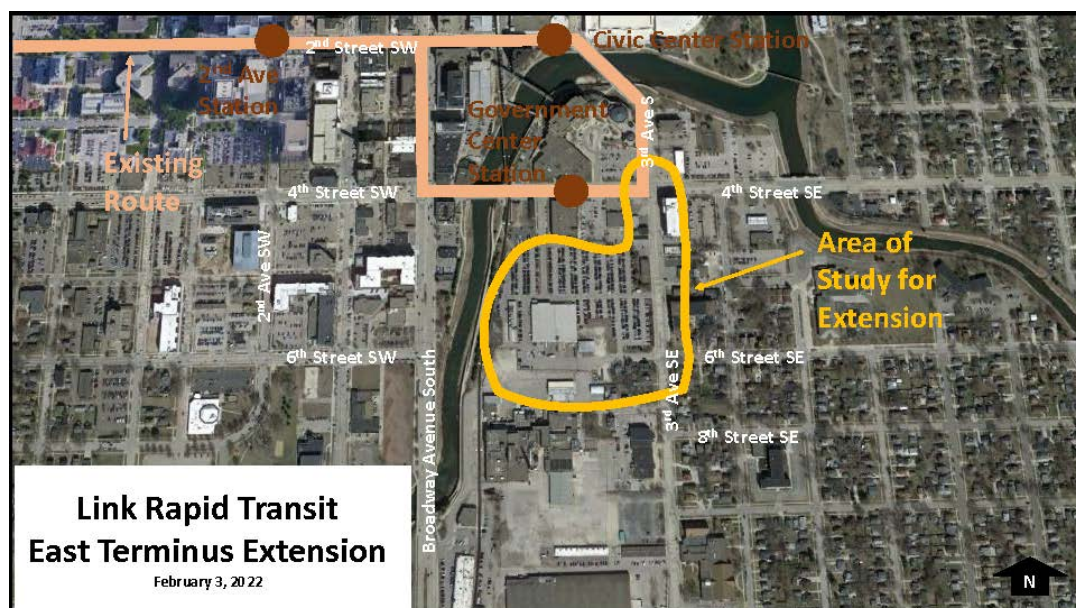 2nd Street SW
Civic Center Station
2nd Ave
Station
Government
Center
Station
3rd Ave S
Existing
Route
4th Street SW
4th Street SE
2nd Ave SW
Area of
Study for
Extension
6th Street SW
6th Street SE
Broadway Avenue South
3rd Ave SE
8th Street SE
Link Rapid Transit
East Terminus Extension
February 3, 2022
N